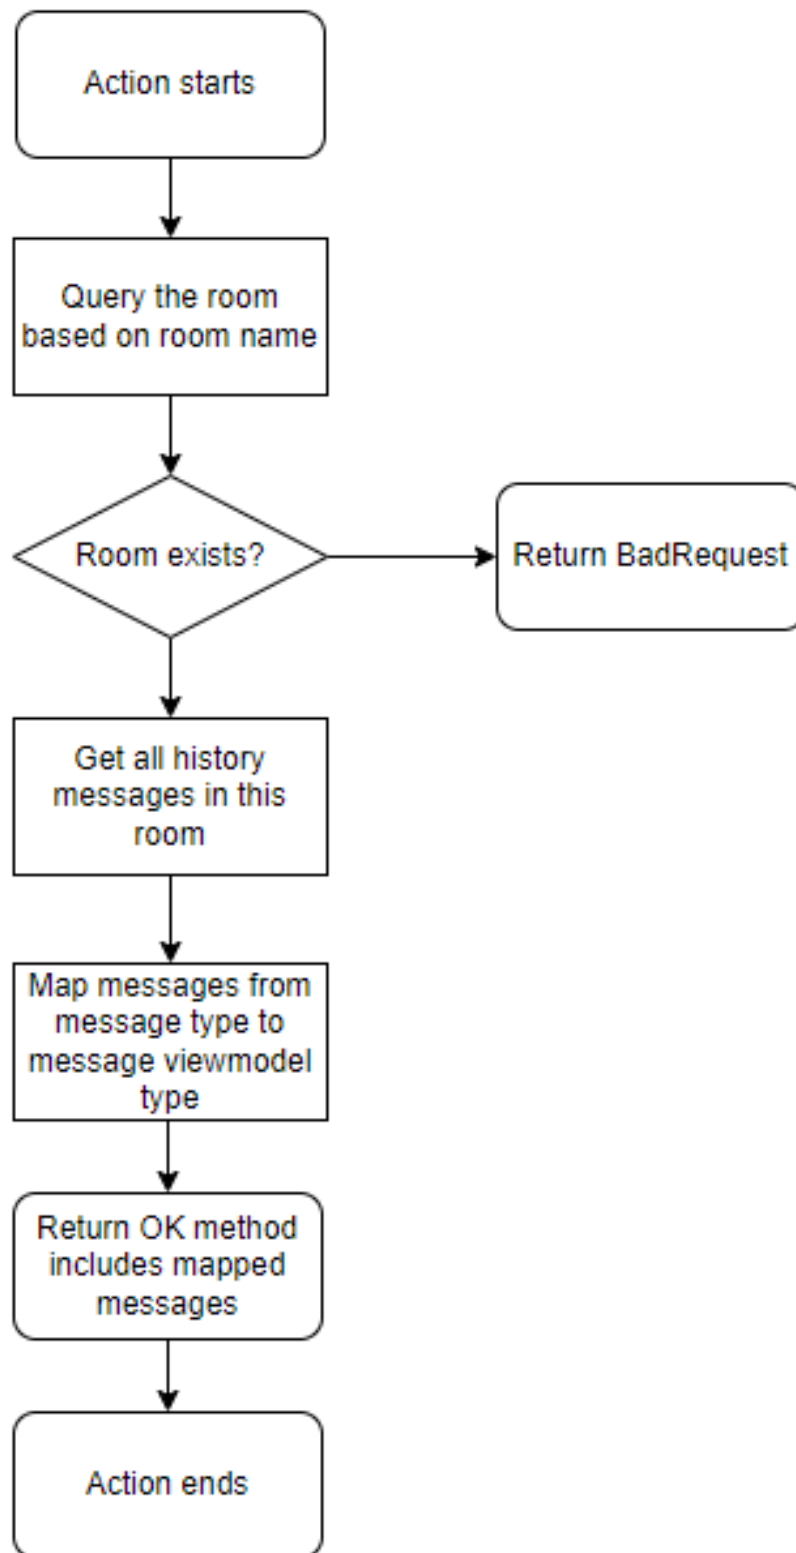 Action starts
Query the room
based on room name
Room exists?
Return BadRequest
Get all history
messages in this
room
Map messages from
message type to
message viewmodel
type
Return OK method
includes mapped
messages
Action ends